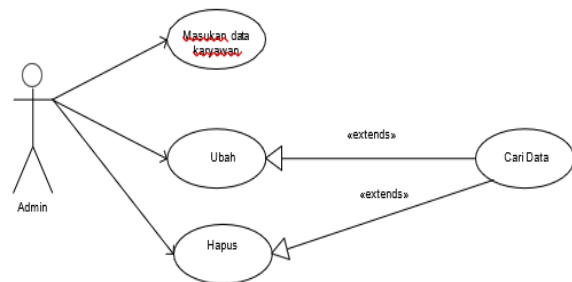 Masukan data
karyawan
Ubah
«extends»
Cari Data
«extends»
Admin
Hapus